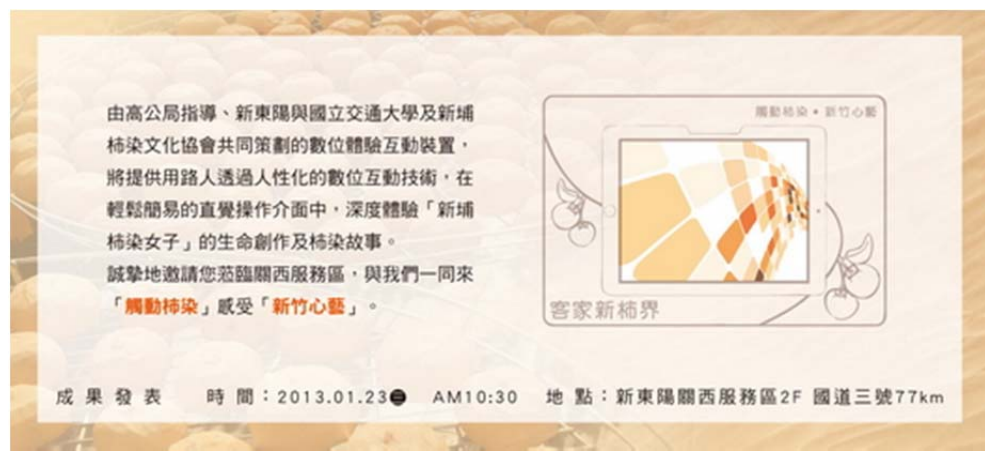 由高公局指導、新東陽與國立交通大學及新埔
柿染文化協會共同策劃的數位體驗互動裝置，
將提供用路人透過人性化的數位互動技術，在
輕鬆簡易的直覺操作介面中，深度體驗「新埔
柿染女子」的生命創作及柿染故事。
誠摯地邀請您蒞臨關西服務區，與我們一同來
「觸動柿染」感受「新竹心藝」。
觸動柿染・新竹心藝
客家新柿界
成果發表 時間：2013.01.23㊂ AM10:30 地點：新東陽關西服務區2F 國道三號77km